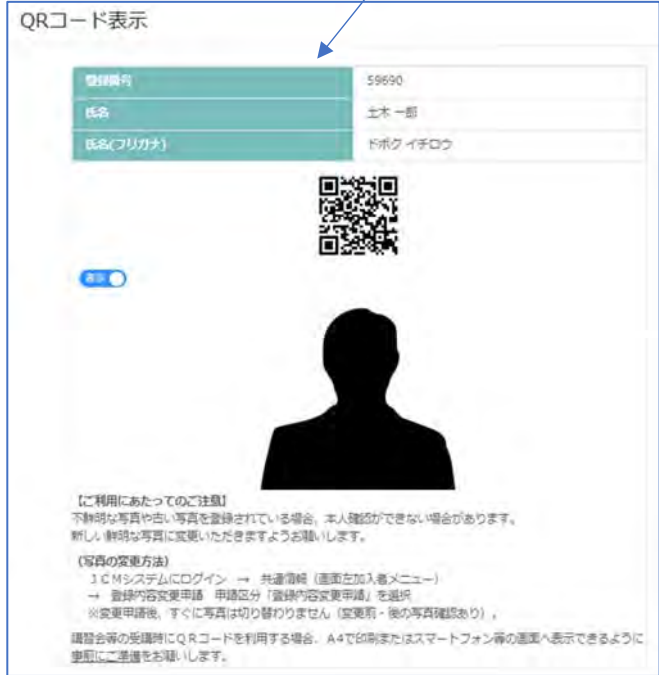 QRコード表示
登録番号 59690
氏名 土木 一郎
氏名(フリガナ) ドボク イチロウ
表示
【ご利用にあたってのご注意】
不鮮明な写真や古い写真を登録されている場合、本人確認ができない場合があります。
新しい鮮明な写真に変更いただきますようお願いします。
(写真の変更方法)
JCMシステムにログイン → 共通情報(画面左加入者メニュー)
→ 登録内容変更申請 申請区分「登録内容変更申請」を選択
※変更申請後、すぐに写真は切り替わりません(変更前・後の写真確認あり)。
講習会等の受講時にQRコードを利用する場合、A4で印刷またはスマートフォン等の画面へ表示できるように
事前にご準備をお願いします。